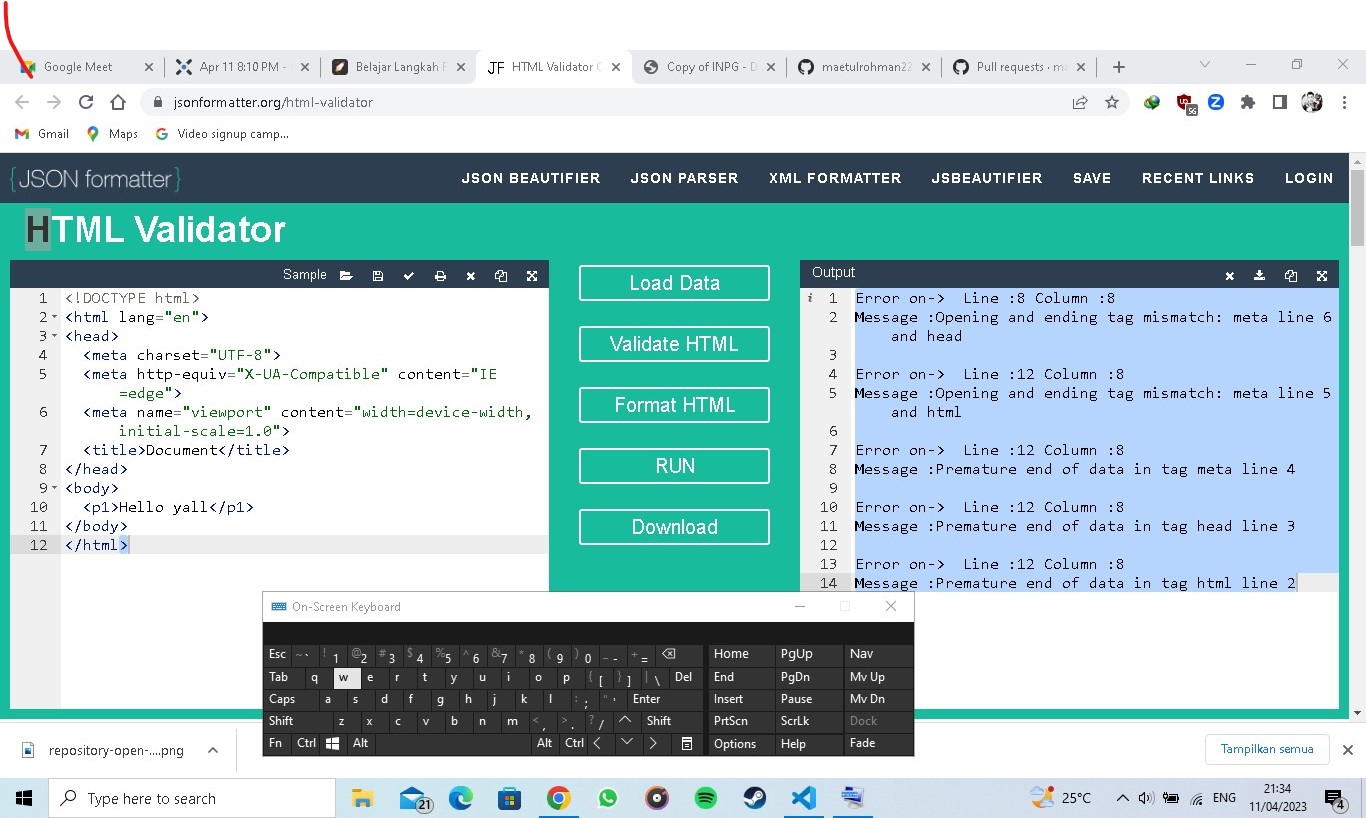 Google Meet
Apr 11 8:10 PM -
Belajar Langkah
JF HTML Validator
Copy of INPG -
maetulrohman22
Pull requests · ma
jsonformatter.org/html-validator
Gmail Maps Video signup camp...
56
{JSON formatter}
JSON BEAUTIFIER JSON PARSER XML FORMATTER JSBEAUTIFIER SAVE RECENT LINKS LOGIN
HTML Validator
Sample
1 <!DOCTYPE html>
2 <html lang="en">
3 <head>
4 <meta charset="UTF-8">
5 <meta http-equiv="X-UA-Compatible" content="IE
=edge">
6 <meta name="viewport" content="width=device-width,
initial-scale=1.0">
7 <title>Document</title>
8 </head>
9 <body>
10 <p1>Hello yall</p1>
11 </body>
12 </html>
Load Data
Validate HTML
Format HTML
RUN
Download
Output
1 Error on-> Line :8 Column :8
2 Message :Opening and ending tag mismatch: meta line 6
and head
3
4 Error on-> Line :12 Column :8
5 Message :Opening and ending tag mismatch: meta line 5
and html
6
7 Error on-> Line :12 Column :8
8 Message :Premature end of data in tag meta line 4
9
10 Error on-> Line :12 Column :8
11 Message :Premature end of data in tag head line 3
12
13 Error on-> Line :12 Column :8
14 Message :Premature end of data in tag html line 2
On-Screen Keyboard
Esc ~ ` ! 1 @ 2 # 3 $ 4 % 5 ^ 6 & 7 * 8 ( 9 ) 0 _ - + = Home PgUp Nav
Tab q w e r t y u i o p { [ } ] | \ Del End PgDn Mv Up
Caps a s d f g h j k l : ; " ' Enter Insert Pause Mv Dn
Shift z x c v b n m < , > . ? / Shift PrtScn ScrLk Dock
Fn Ctrl Alt Alt Ctrl Options Help Fade
repository-open-....png
Tampilkan semua
Type here to search
21
25°C
ENG
21:34
11/04/2023
4